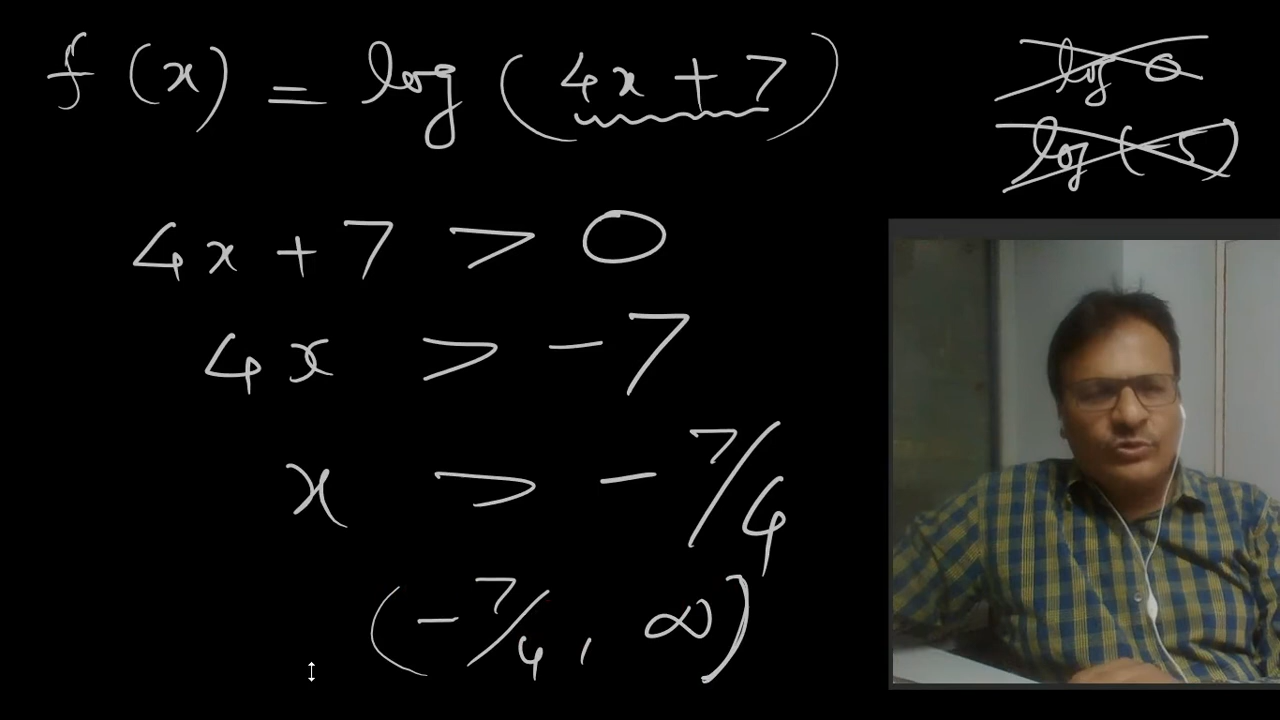 f(x) = log (4x + 7)
log 0
log (-5)
4x + 7 > 0
4x > -7
x > -7/4
(-7/4, ∞)